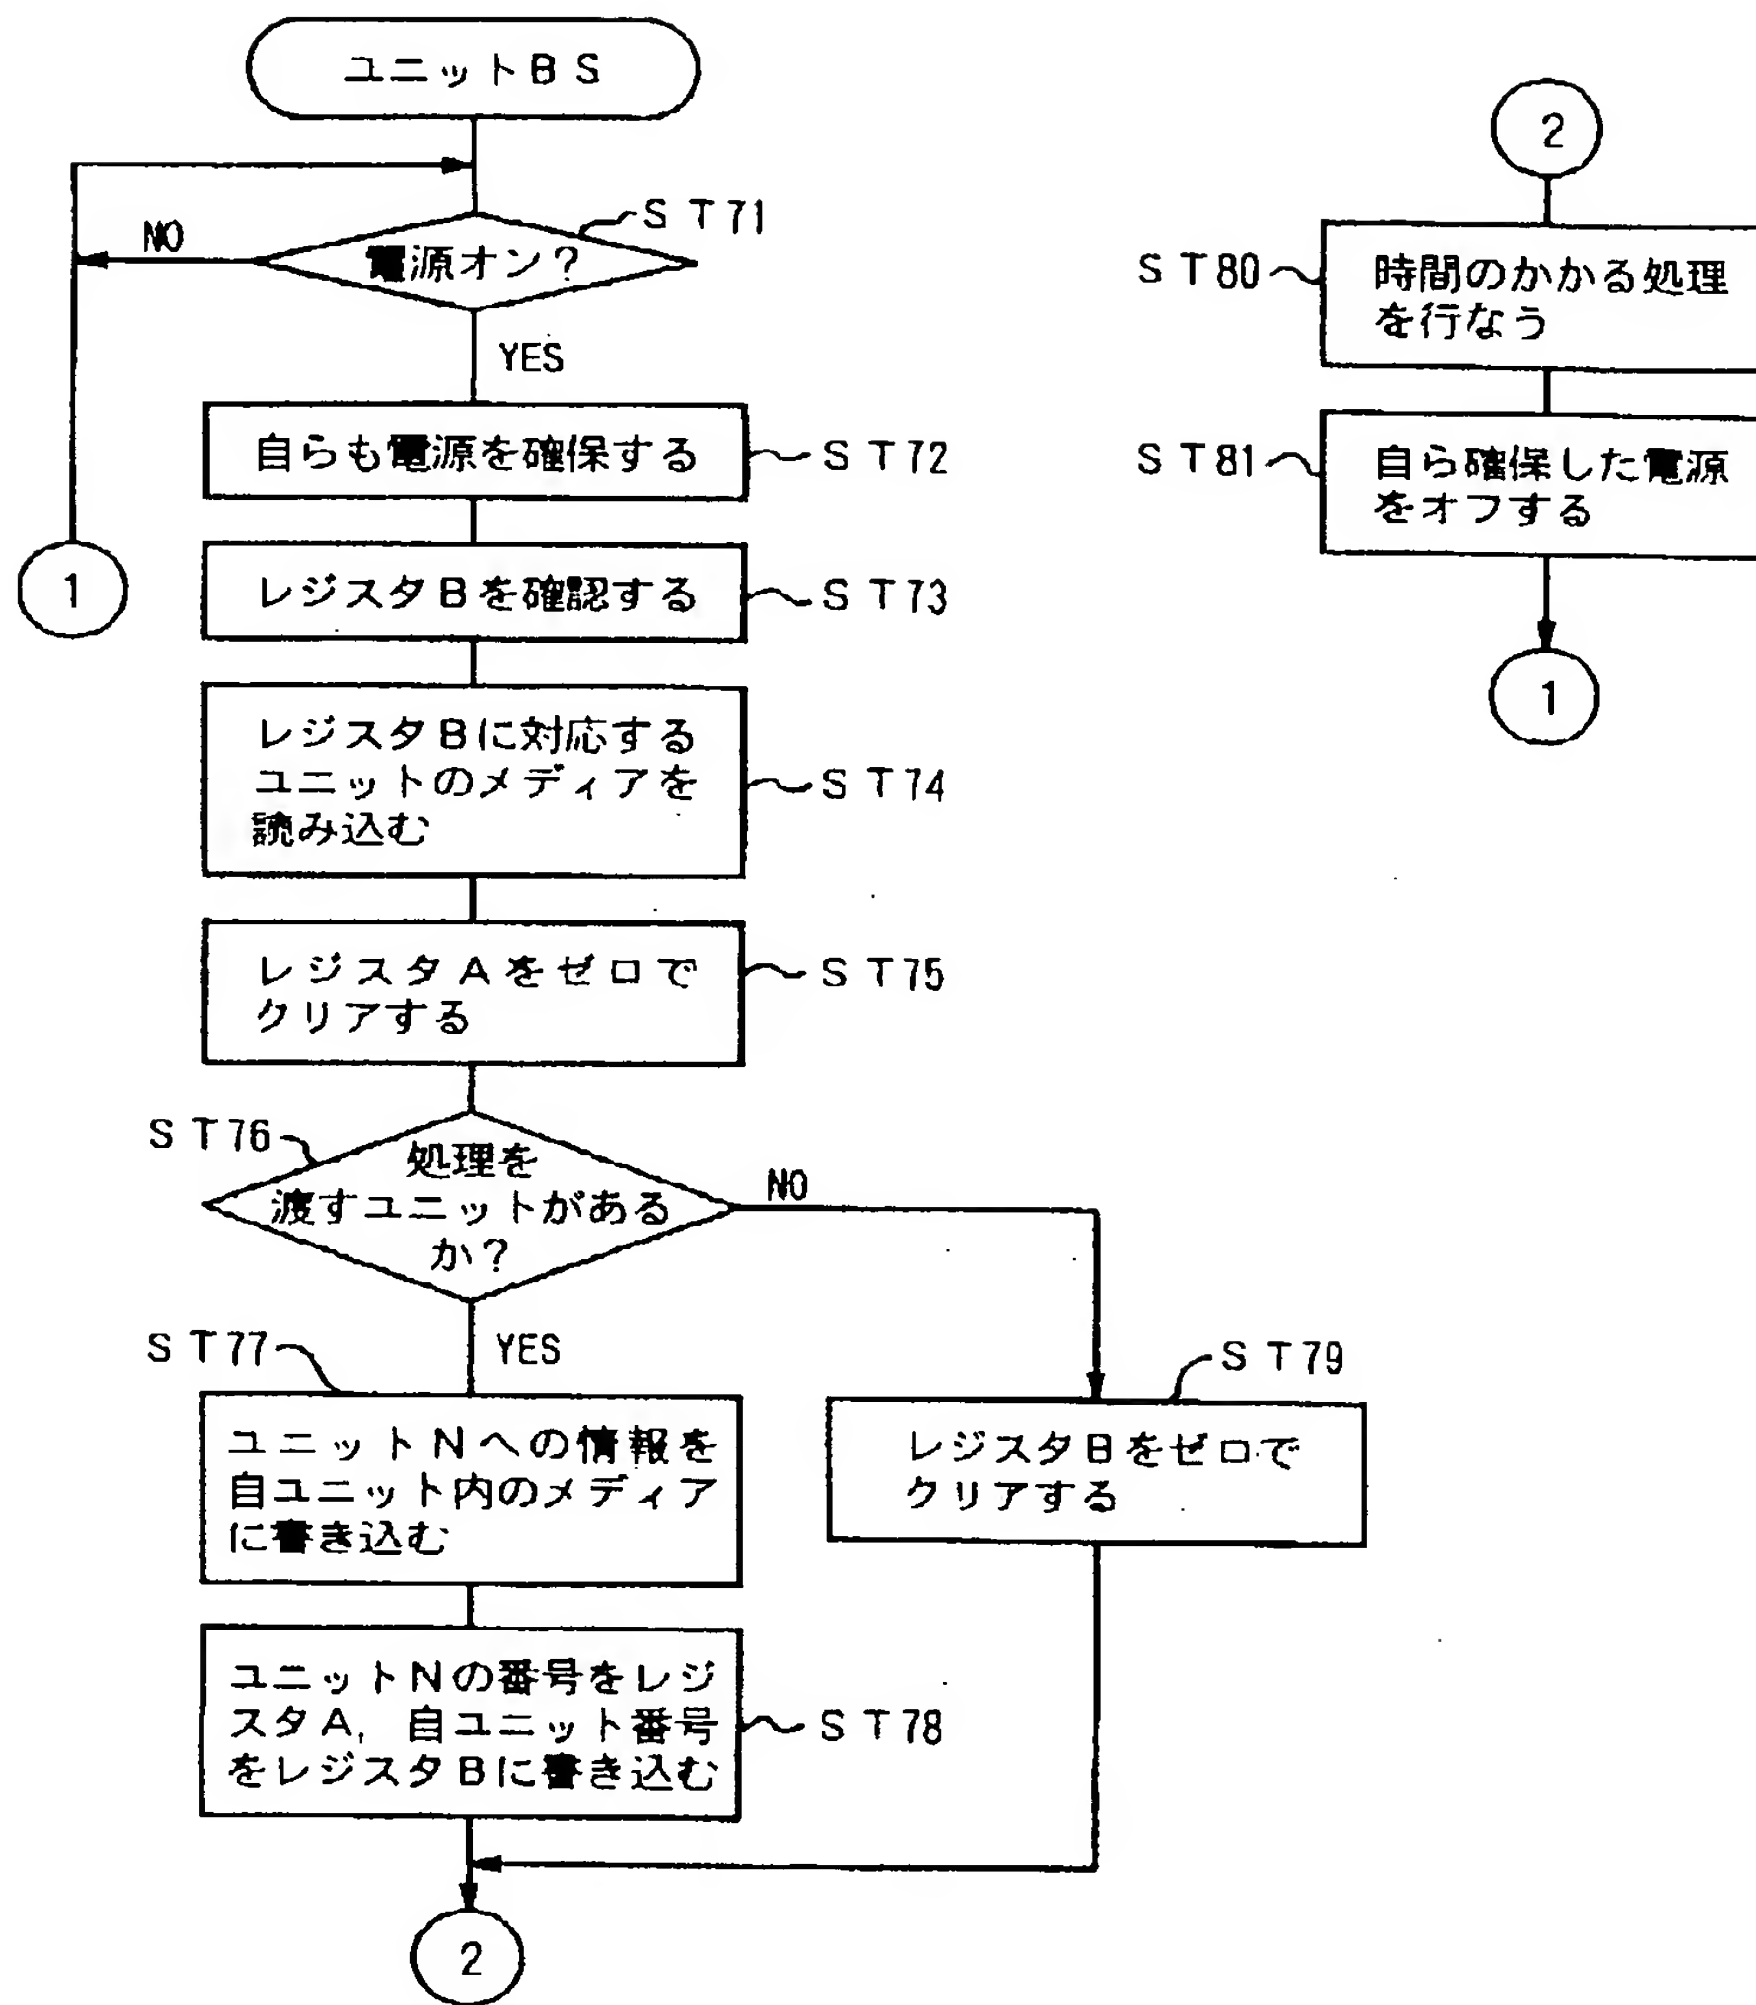 ユニットBS
ST71
NO
電源オン?
YES
自らも電源を確保する
ST72
レジスタBを確認する
ST73
1
レジスタBに対応する
ユニットのメディアを
読み込む
ST74
レジスタAをゼロで
クリアする
ST75
ST76
処理を
渡すユニットがある
か?
NO
YES
ST77
ユニットNへの情報を
自ユニット内のメディア
に書き込む
ST79
レジスタBをゼロで
クリアする
ユニットNの番号をレジ
スタA,自ユニット番号
をレジスタBに書き込む
ST78
2
2
ST80
時間のかかる処理
を行なう
ST81
自ら確保した電源
をオフする
1